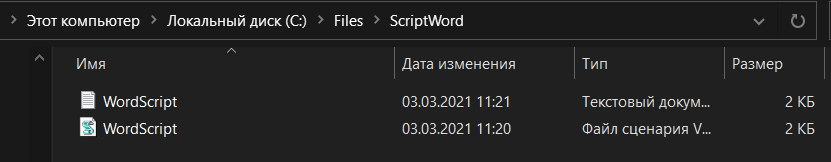 Этот компьютер > Локальный диск (C:) > Files > ScriptWord
Имя Дата изменения Тип Размер
WordScript 03.03.2021 11:21 Текстовый докум... 2 КБ
WordScript 03.03.2021 11:20 Файл сценария V... 2 КБ